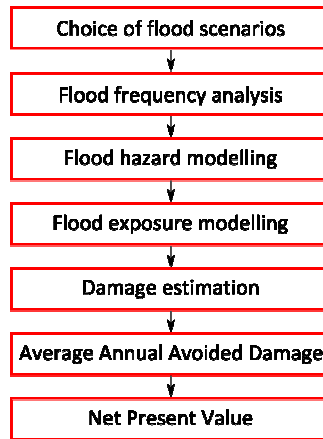 Choice of flood scenarios
Flood frequency analysis
Flood hazard modelling
Flood exposure modelling
Damage estimation
Average Annual Avoided Damage
Net Present Value